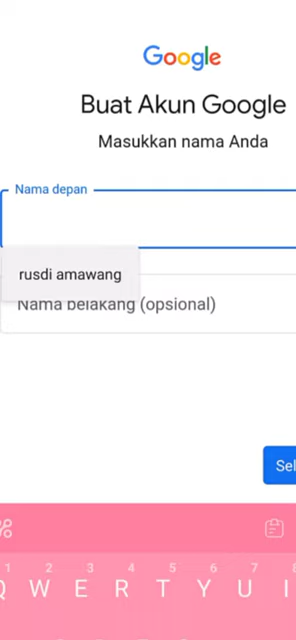 Google
Buat Akun Google
Masukkan nama Anda
Nama depan
rusdi amawang
Nama belakang (opsional)
Sel
1 2 3 4 5 6 7 8
Q W E R T Y U I